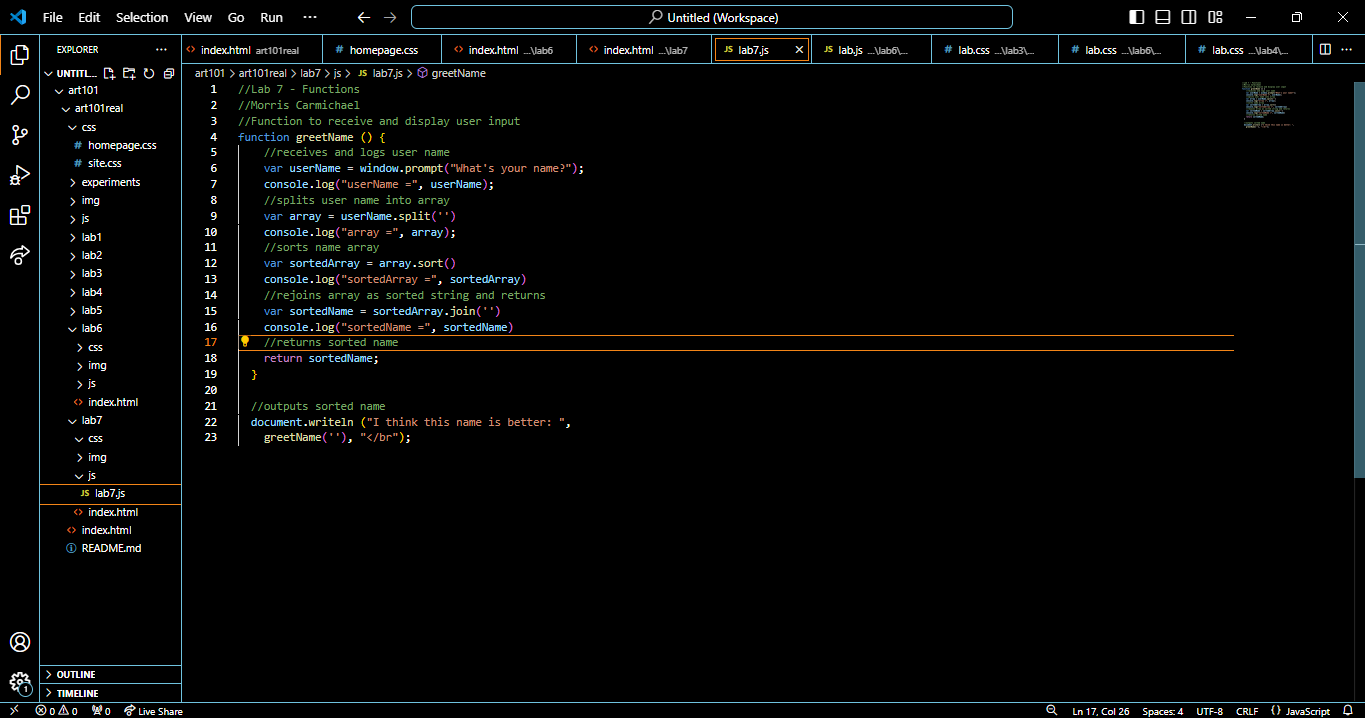 File Edit Selection View Go Run ··· Untitled (Workspace)
EXPLORER ···
index.html art101real # homepage.css index.html ...\lab6 index.html ...\lab7 JS lab7.js JS lab.js ...\lab6\... # lab.css ...\lab3\... # lab.css ...\lab6\... # lab.css ...\lab4\... ···
UNTITL...
art101
art101real
css
# homepage.css
# site.css
experiments
img
js
lab1
lab2
lab3
lab4
lab5
lab6
css
img
js
index.html
lab7
css
img
js
JS lab7.js
index.html
index.html
README.md
OUTLINE
TIMELINE
art101 > art101real > lab7 > js > JS lab7.js > greetName
1 //Lab 7 - Functions
2 //Morris Carmichael
3 //Function to receive and display user input
4 function greetName () {
5 //receives and logs user name
6 var userName = window.prompt("What's your name?");
7 console.log("userName =", userName);
8 //splits user name into array
9 var array = userName.split('')
10 console.log("array =", array);
11 //sorts name array
12 var sortedArray = array.sort()
13 console.log("sortedArray =", sortedArray)
14 //rejoins array as sorted string and returns
15 var sortedName = sortedArray.join('')
16 console.log("sortedName =", sortedName)
17 //returns sorted name
18 return sortedName;
19 }
20
21 //outputs sorted name
22 document.writeln ("I think this name is better: ",
23 greetName(''), "</br");
1
0 0 0 Live Share Ln 17, Col 26 Spaces: 4 UTF-8 CRLF {} JavaScript